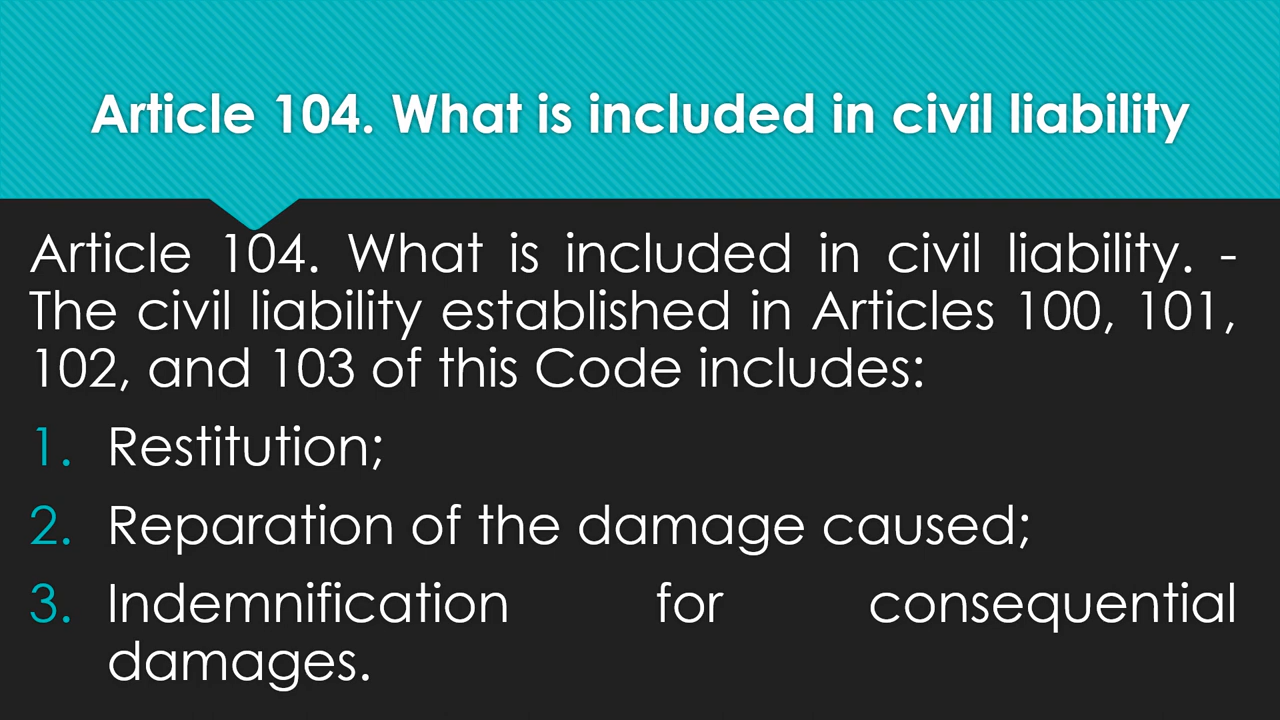 Article 104. What is included in civil liability
Article 104. What is included in civil liability. -
The civil liability established in Articles 100, 101,
102, and 103 of this Code includes:
1. Restitution;
2. Reparation of the damage caused;
3. Indemnification for consequential
damages.